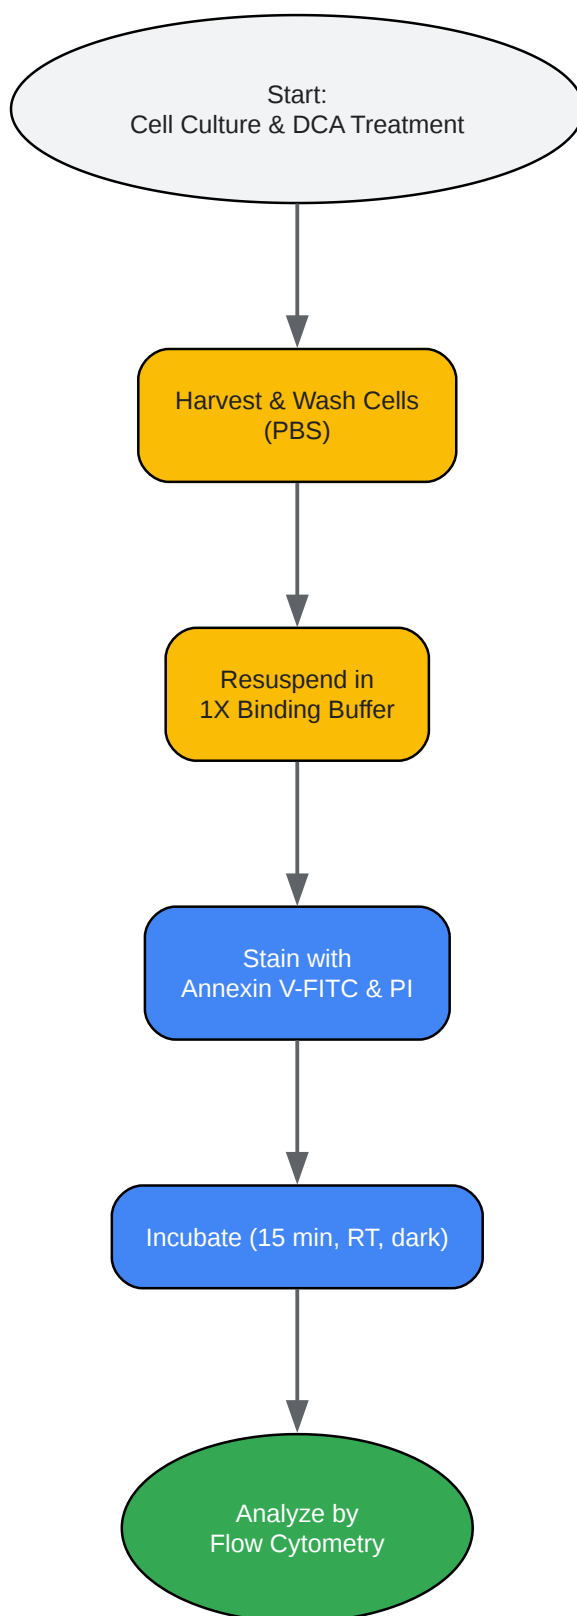 Start:
Cell Culture & DCA Treatment
Harvest & Wash Cells
(PBS)
Resuspend in
1X Binding Buffer
Stain with
Annexin V-FITC & PI
Incubate (15 min, RT, dark)
Analyze by
Flow Cytometry